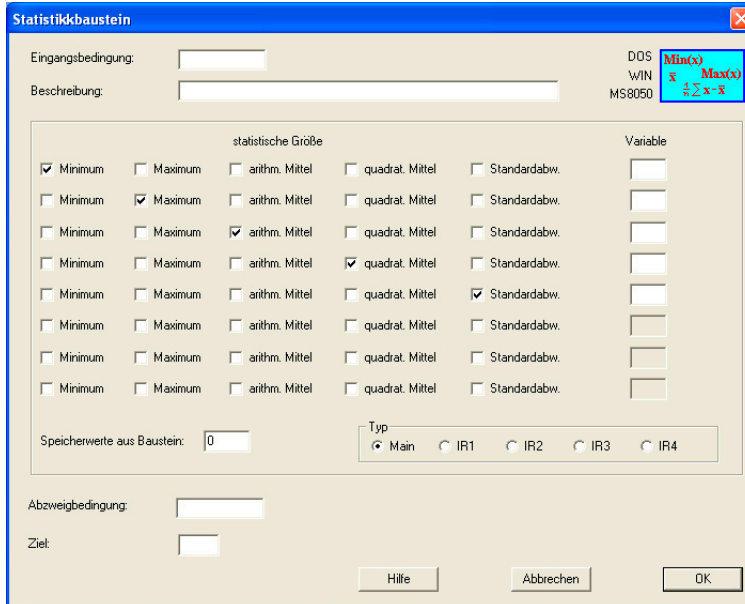 Statistikkbaustein
Eingangsbedingung:
DOS
WIN
MS8050
Min(x)
x̄ Max(x)
1/n ∑ x-x̄
Beschreibung:
statistische Größe Variable
Minimum Maximum arithm. Mittel quadrat. Mittel Standardabw.
Minimum Maximum arithm. Mittel quadrat. Mittel Standardabw.
Minimum Maximum arithm. Mittel quadrat. Mittel Standardabw.
Minimum Maximum arithm. Mittel quadrat. Mittel Standardabw.
Minimum Maximum arithm. Mittel quadrat. Mittel Standardabw.
Minimum Maximum arithm. Mittel quadrat. Mittel Standardabw.
Minimum Maximum arithm. Mittel quadrat. Mittel Standardabw.
Minimum Maximum arithm. Mittel quadrat. Mittel Standardabw.
Speicherwerte aus Baustein: 0
Typ
Main IR1 IR2 IR3 IR4
Abzweigbedingung:
Ziel:
Hilfe Abbrechen OK